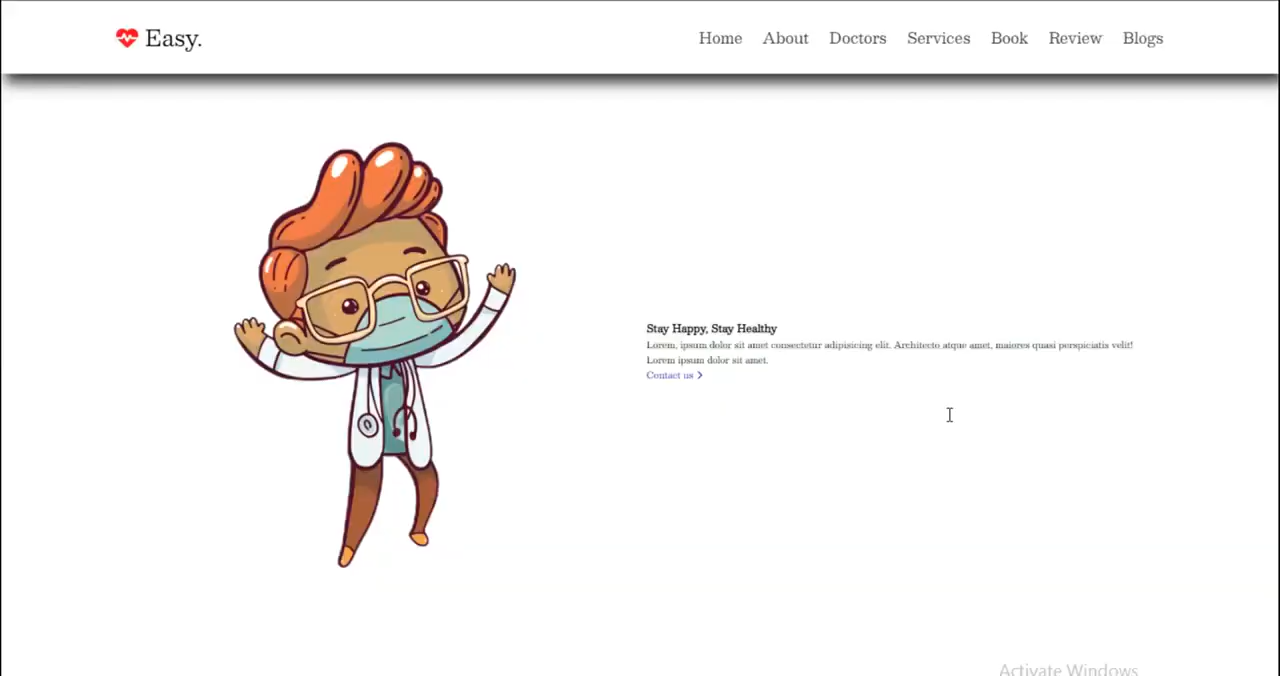 Easy.
Home About Doctors Services Book Review Blogs
Stay Happy, Stay Healthy
Lorem, ipsum dolor sit amet consectetur adipisicing elit. Architecto atque amet, maiores quasi perspiciatis velit!
Lorem ipsum dolor sit amet.
Contact us
Activate Windows